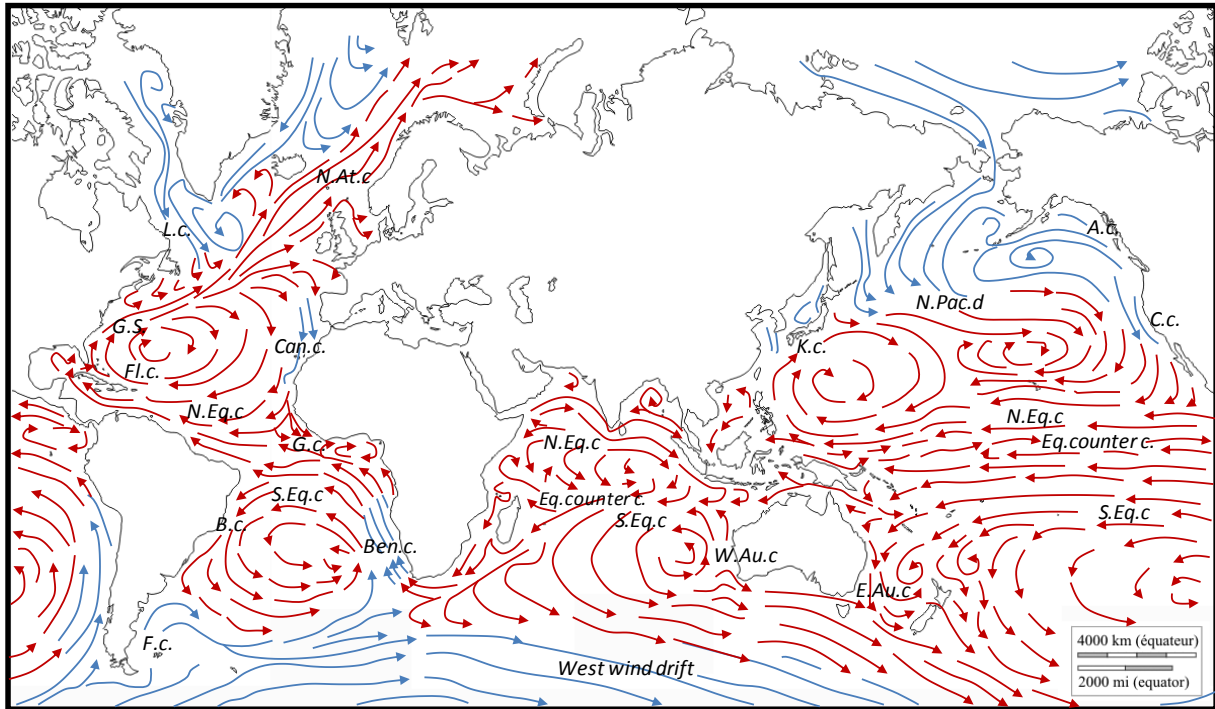 N.At.c
L.c.
A.c.
G.S.
Can.c.
Fl.c.
N.Eq.c
G.c.
S.Eq.c
B.c.
Ben.c.
F.c.
N.Eq.c
Eq.counter c.
S.Eq.c
W.Au.c
E.Au.c
West wind drift
N.Pac.d
K.c.
C.c.
N.Eq.c
Eq.counter c.
S.Eq.c
4000 km (équateur)
2000 mi (equator)